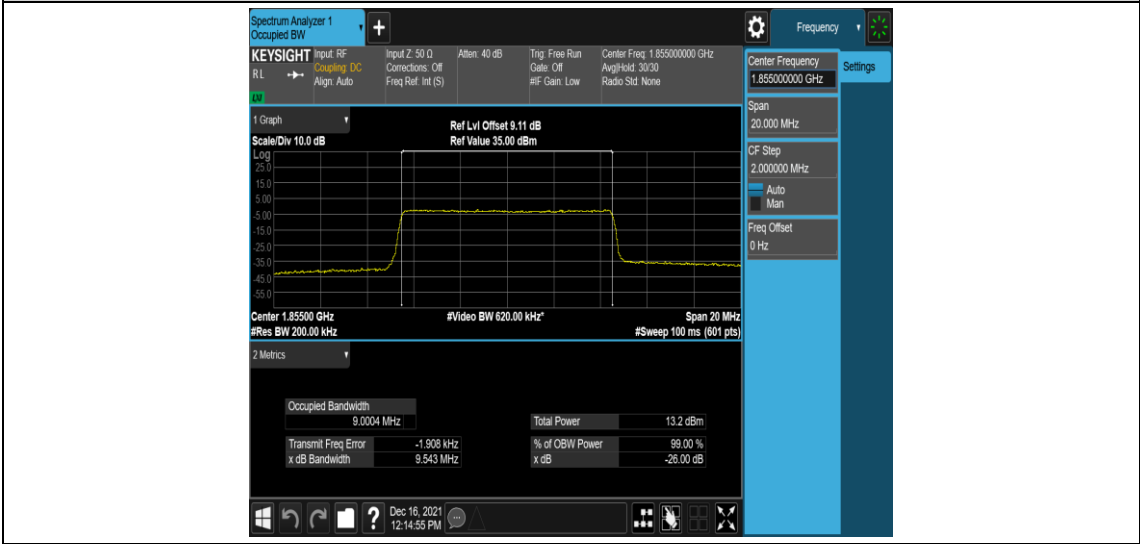 Spectrum Analyzer 1
Occupied BW
+
Frequency
KEYSIGHT Input: RF Input Z: 50 Ω Atten: 40 dB Trig: Free Run Center Freq: 1.855000000 GHz
RL Coupling: DC Corrections: Off Gate: Off Avg|Hold: 30/30
Align: Auto Freq Ref: Int (S) #IF Gain: Low Radio Std: None
Center Frequency
1.855000000 GHz
Settings
Span
20.000 MHz
CF Step
2.000000 MHz
Auto
Man
Freq Offset
0 Hz
1 Graph
Ref Lvl Offset 9.11 dB
Scale/Div 10.0 dB Ref Value 35.00 dBm
Log
25.0
15.0
5.00
-5.00
-15.0
-25.0
-35.0
-45.0
-55.0
Center 1.85500 GHz #Video BW 620.00 kHz* Span 20 MHz
#Res BW 200.00 kHz #Sweep 100 ms (601 pts)
2 Metrics
Occupied Bandwidth
9.0004 MHz Total Power 13.2 dBm
Transmit Freq Error -1.908 kHz % of OBW Power 99.00 %
x dB Bandwidth 9.543 MHz x dB -26.00 dB
? Dec 16, 2021
12:14:55 PM